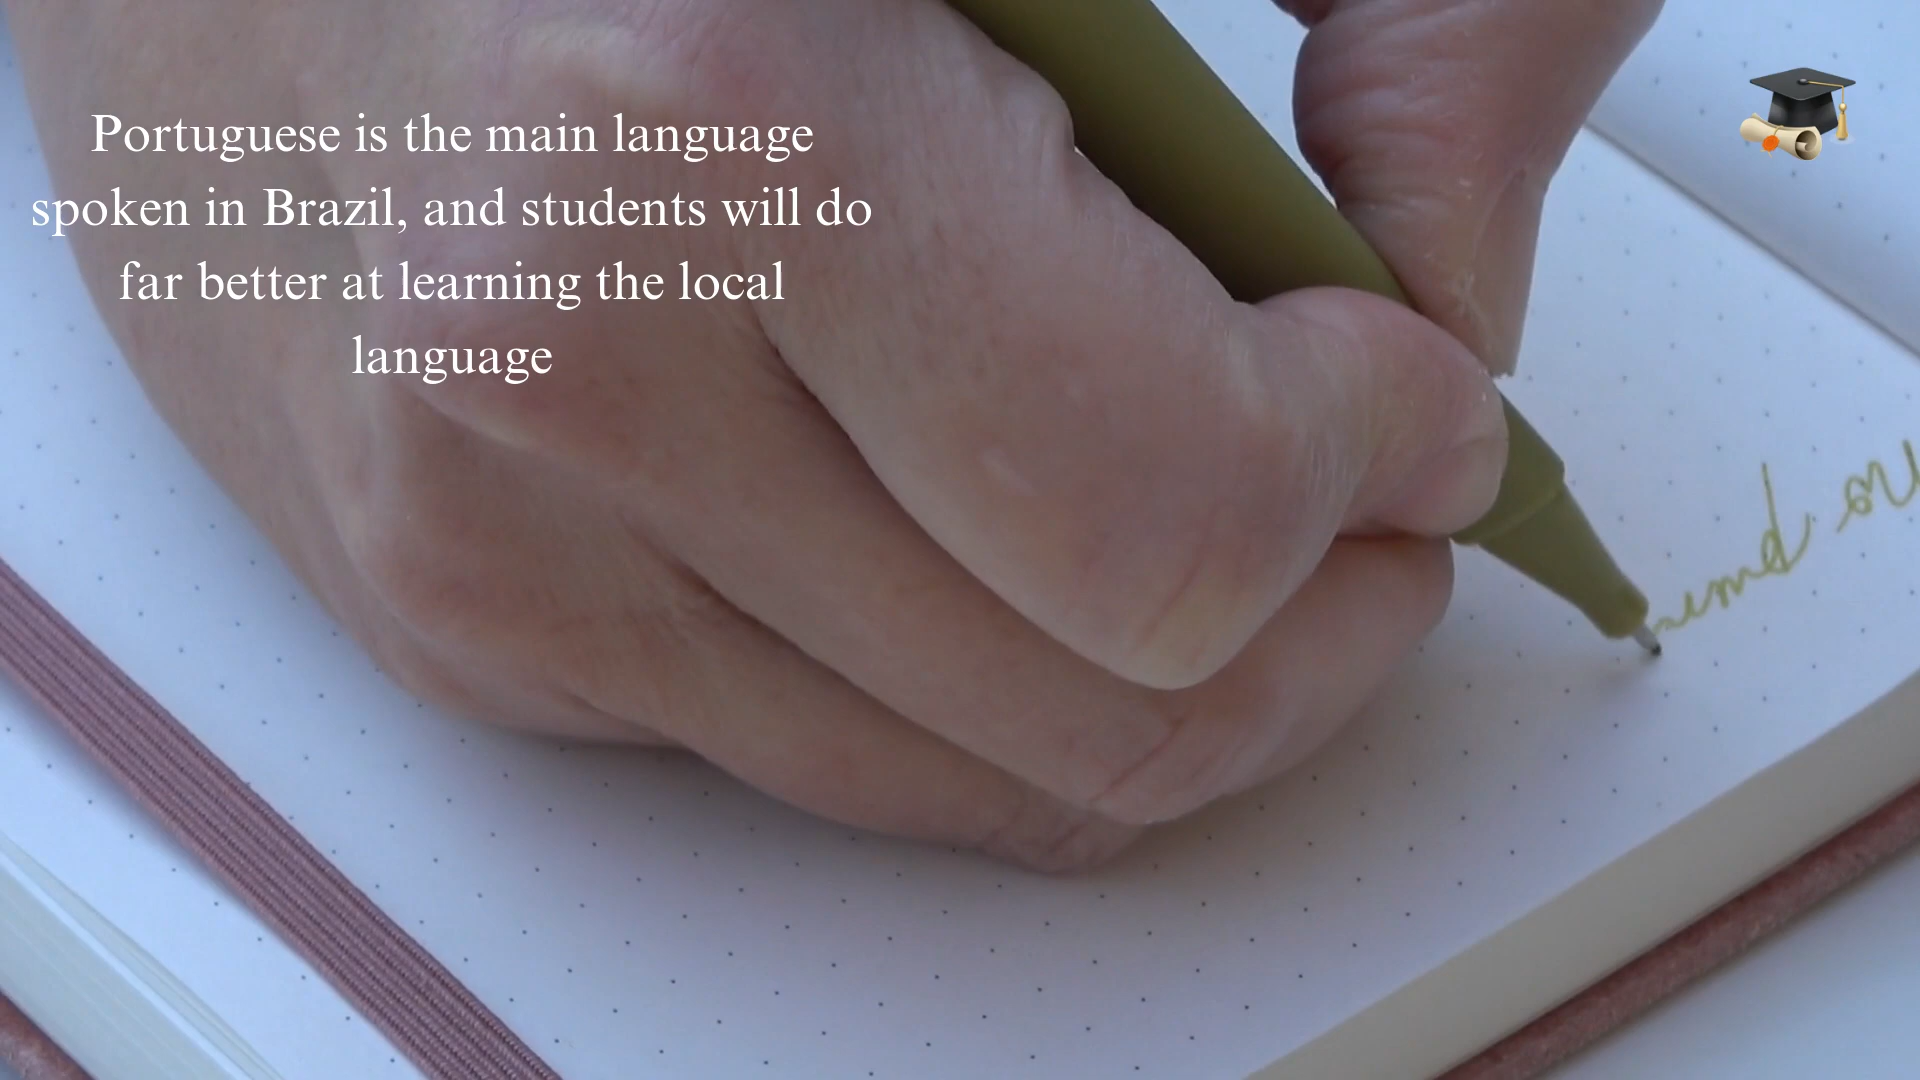 Portuguese is the main language
spoken in Brazil, and students will do
far better at learning the local
language